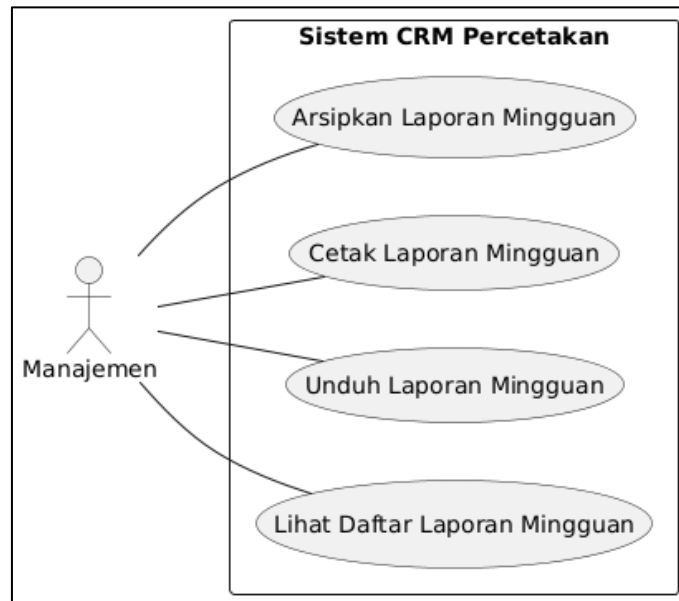 Sistem CRM Percetakan
Arsipkan Laporan Mingguan
Cetak Laporan Mingguan
Manajemen
Unduh Laporan Mingguan
Lihat Daftar Laporan Mingguan